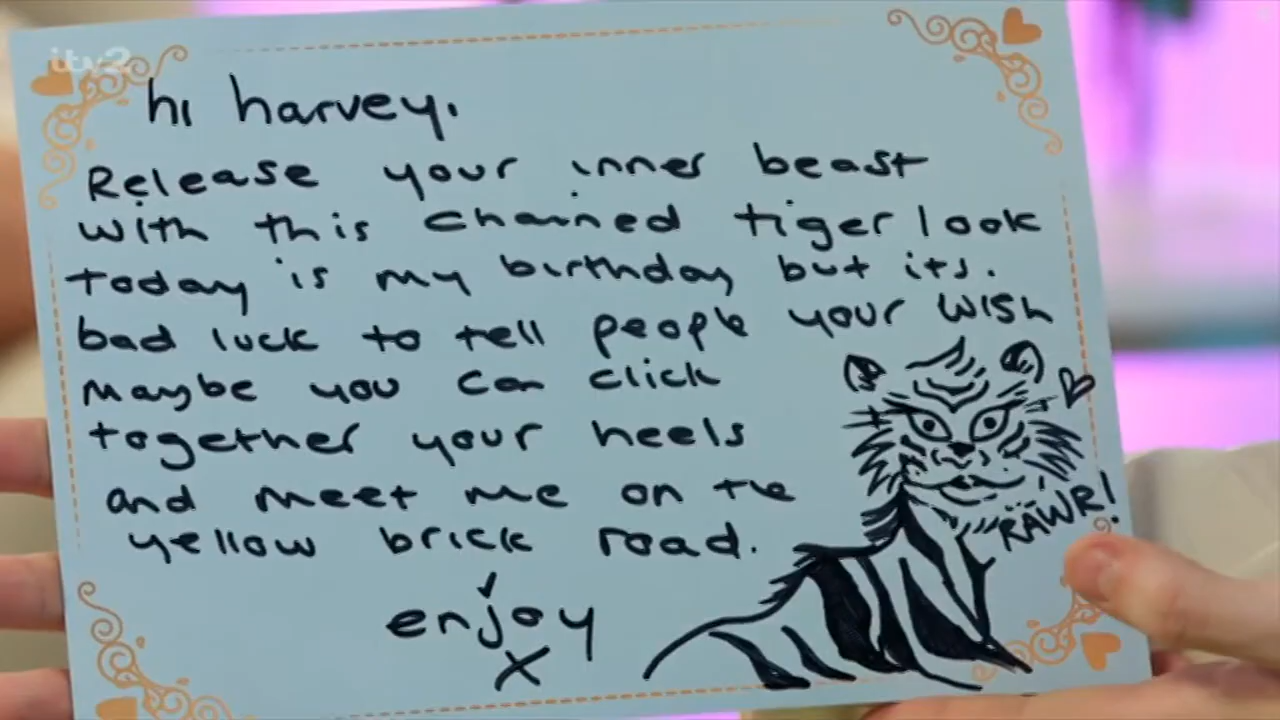 itv2
hi harvey.
Release your inner beast
with this chained tiger look
today is my birthday but its.
bad luck to tell people your wish
Maybe you can click
together your heels
and meet me on the
yellow brick road.
RAWR!
enjoy
X